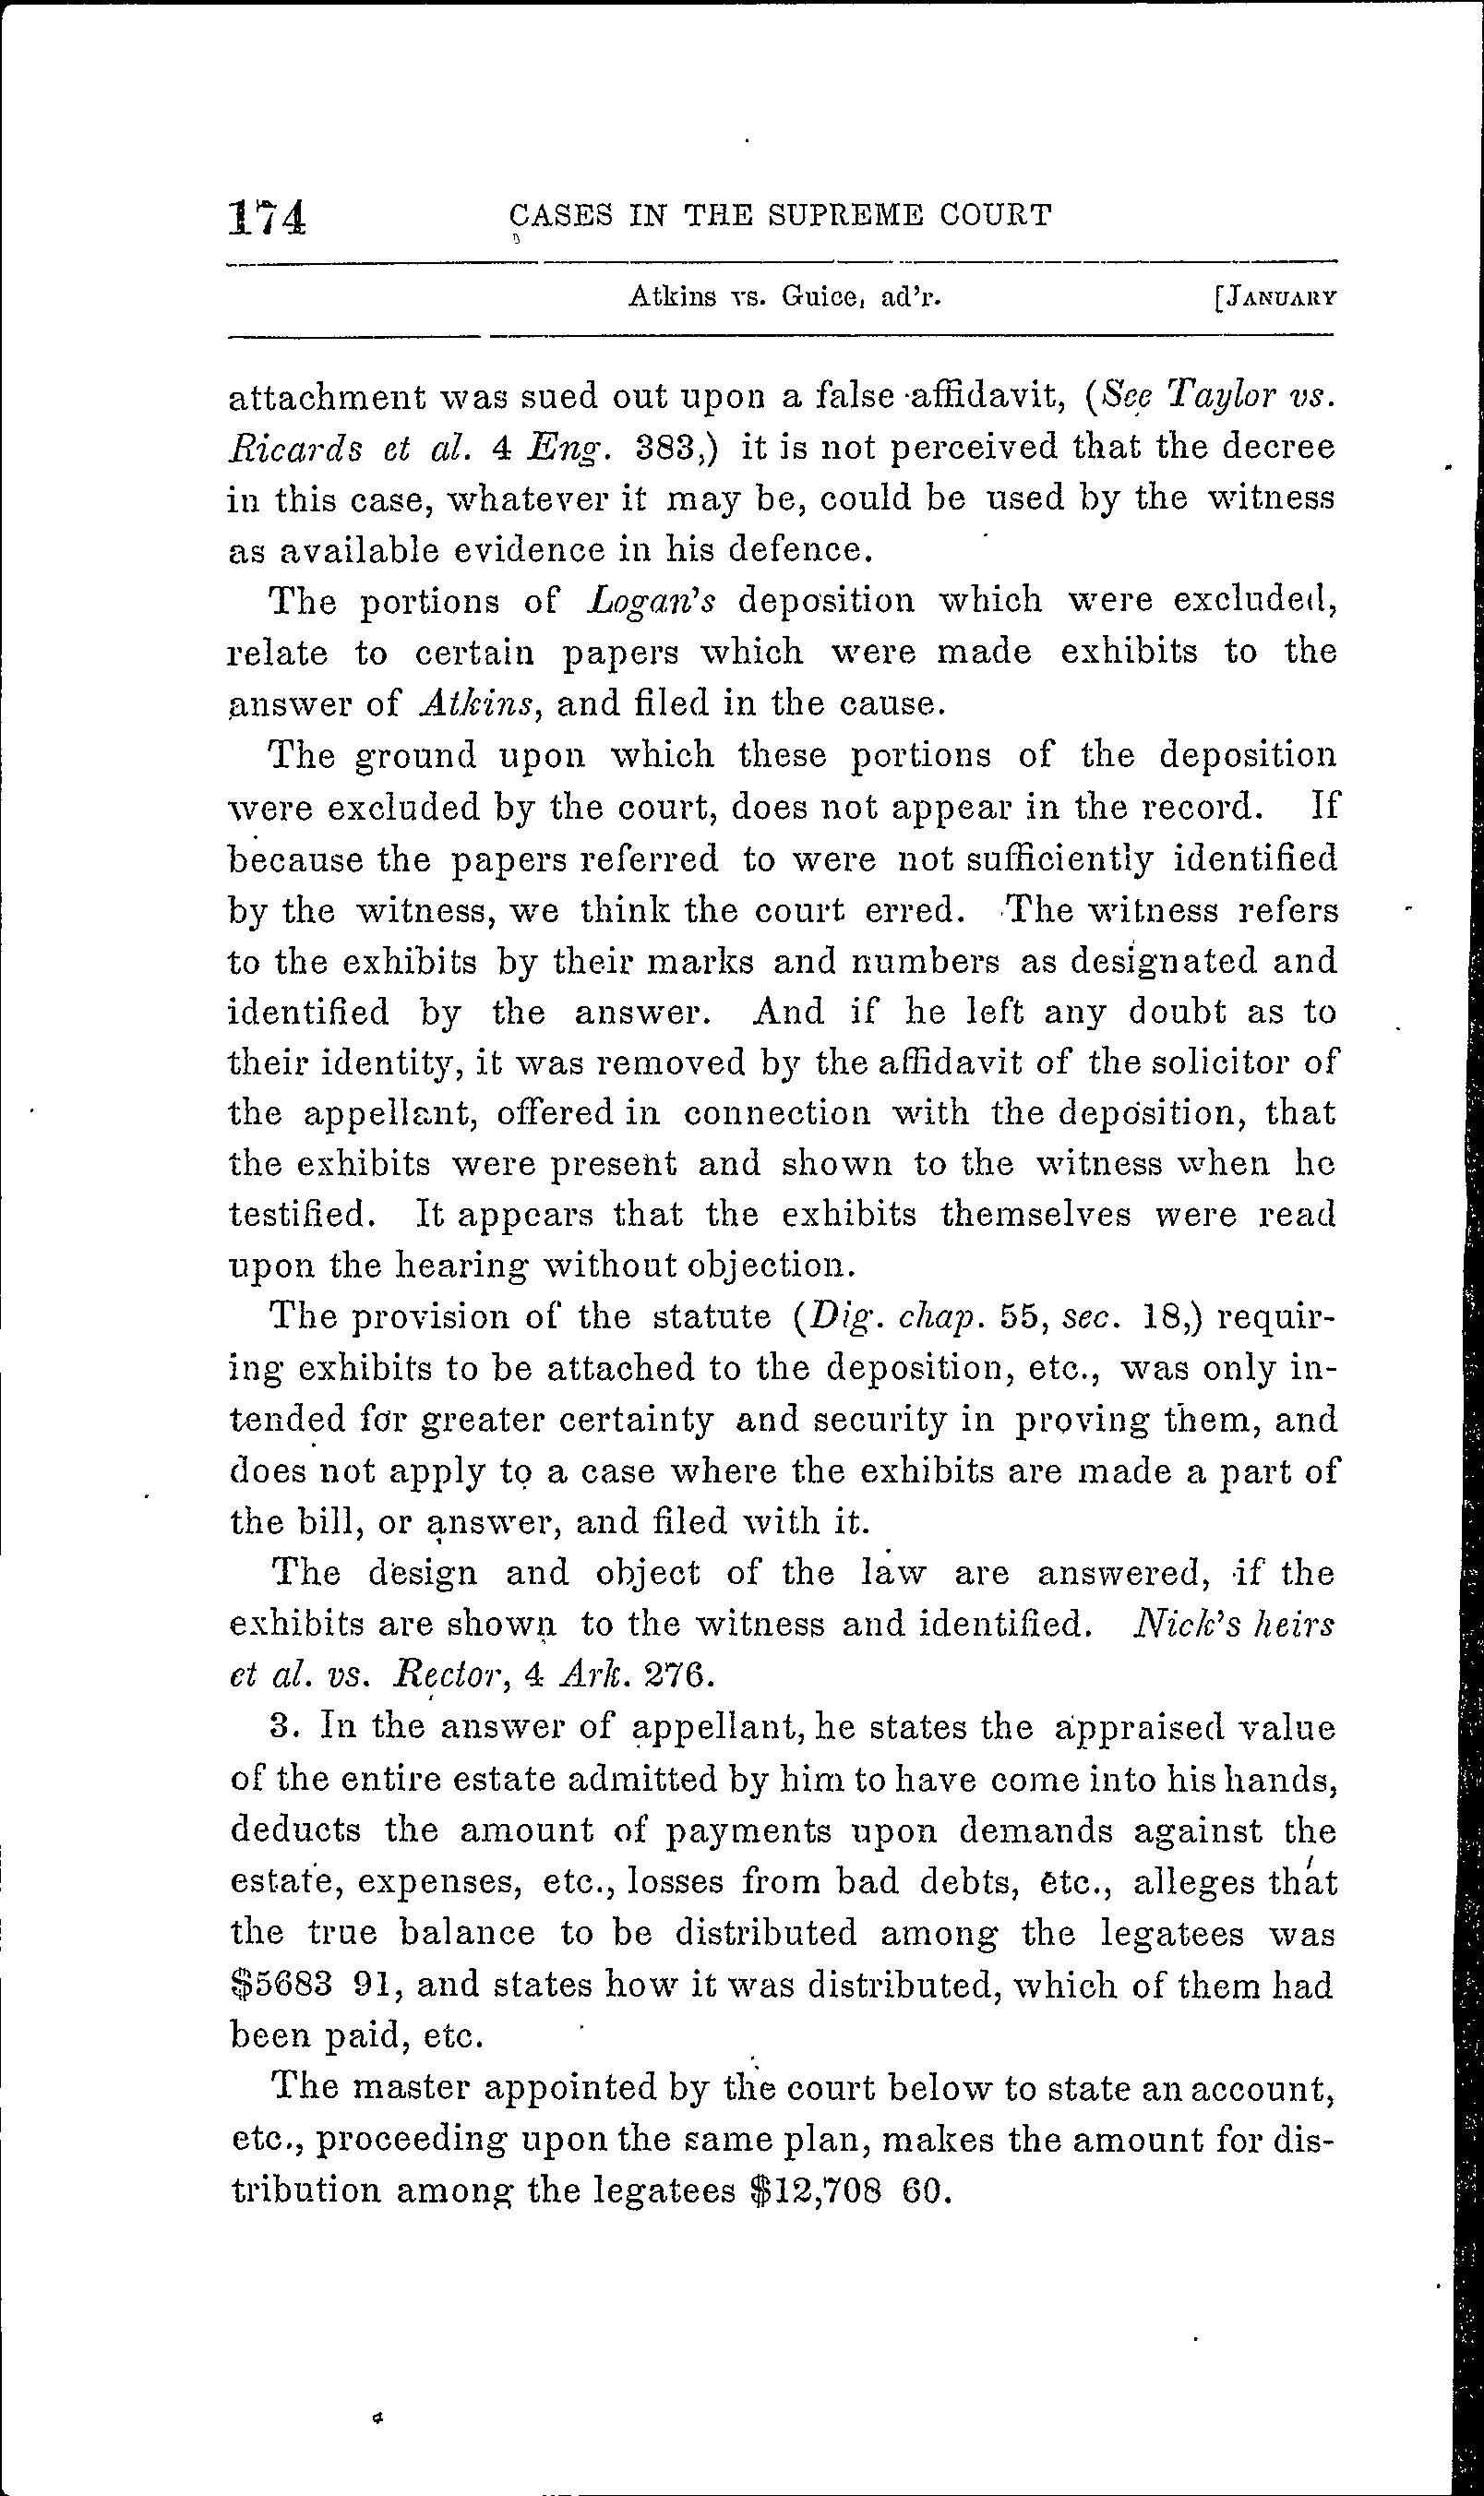 174 CASES IN THE SUPREME COURT
Atkins vs. Guice, ad'r. [JANUARY
attachment was sued out upon a false affidavit, (See Taylor vs.
Ricards et al. 4 Eng. 383,) it is not perceived that the decree
in this case, whatever it may be, could be used by the witness
as available evidence in his defence.
The portions of Logan's deposition which were excluded,
relate to certain papers which were made exhibits to the
answer of Atkins, and filed in the cause.
The ground upon which these portions of the deposition
were excluded by the court, does not appear in the record. If
because the papers referred to were not sufficiently identified
by the witness, we think the court erred. The witness refers
to the exhibits by their marks and numbers as designated and
identified by the answer. And if he left any doubt as to
their identity, it was removed by the affidavit of the solicitor of
the appellant, offered in connection with the deposition, that
the exhibits were present and shown to the witness when he
testified. It appears that the exhibits themselves were read
upon the hearing without objection.
The provision of the statute (Dig. chap. 55, sec. 18,) requir-
ing exhibits to be attached to the deposition, etc., was only in-
tended for greater certainty and security in proving them, and
does not apply to a case where the exhibits are made a part of
the bill, or answer, and filed with it.
The design and object of the law are answered, if the
exhibits are shown to the witness and identified. Nick's heirs
et al. vs. Rector, 4 Ark. 276.
3. In the answer of appellant, he states the appraised value
of the entire estate admitted by him to have come into his hands,
deducts the amount of payments upon demands against the
estate, expenses, etc., losses from bad debts, etc., alleges that
the true balance to be distributed among the legatees was
$5683 91, and states how it was distributed, which of them had
been paid, etc.
The master appointed by the court below to state an account,
etc., proceeding upon the same plan, makes the amount for dis-
tribution among the legatees $12,708 60.